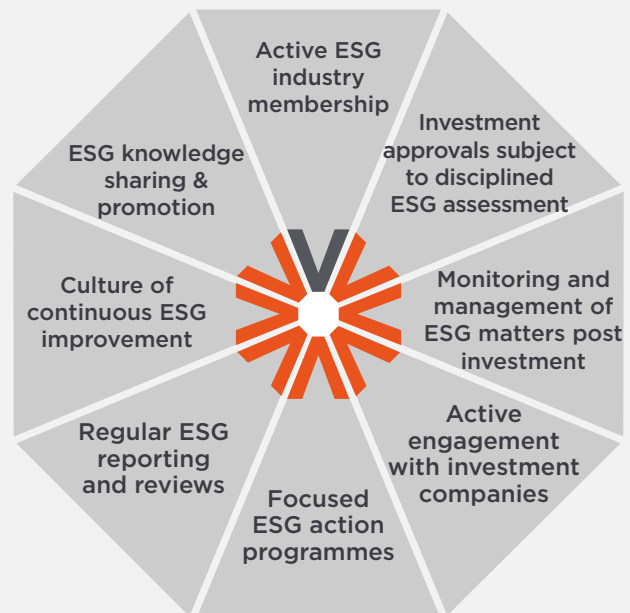 Active ESG
industry
membership
Investment
approvals subject
to disciplined
ESG assessment
Monitoring and
management of
ESG matters post
investment
Active
engagement
with investment
companies
Focused
ESG action
programmes
Regular ESG
reporting
and reviews
Culture of
continuous ESG
improvement
ESG knowledge
sharing &
promotion